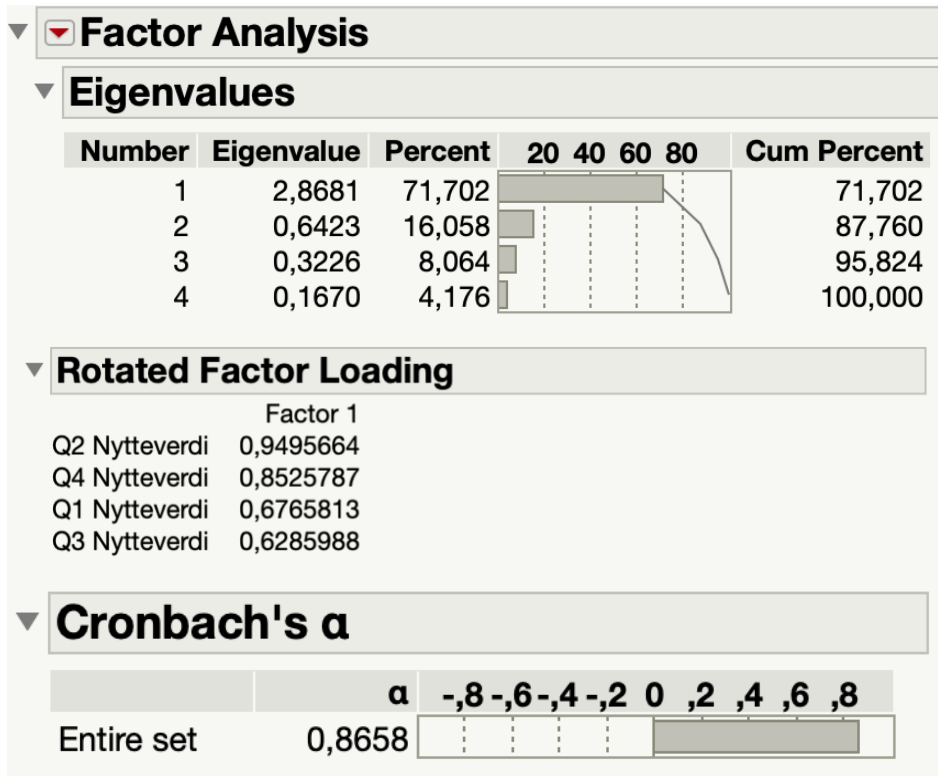 Factor Analysis
Eigenvalues
Number Eigenvalue Percent 20 40 60 80 Cum Percent
1 2,8681 71,702 71,702
2 0,6423 16,058 87,760
3 0,3226 8,064 95,824
4 0,1670 4,176 100,000
Rotated Factor Loading
Factor 1
Q2 Nytteverdi 0,9495664
Q4 Nytteverdi 0,8525787
Q1 Nytteverdi 0,6765813
Q3 Nytteverdi 0,6285988
Cronbach's α
α -,8 -,6 -,4 -,2 0 ,2 ,4 ,6 ,8
Entire set 0,8658